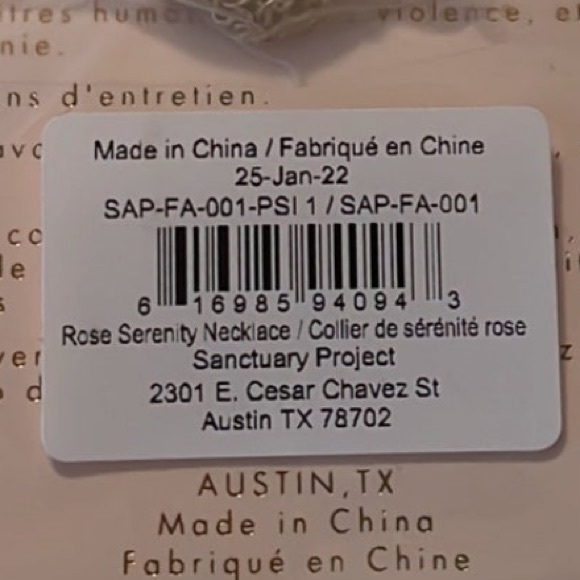 violence, e
nie.
ns d'entretien.
Made in China / Fabriqué en Chine
25-Jan-22
SAP-FA-001-PSI 1 / SAP-FA-001
6 16985 94094 3
Rose Serenity Necklace / Collier de sérénité rose
Sanctuary Project
2301 E. Cesar Chavez St
Austin TX 78702
AUSTIN, TX
Made in China
Fabriqué en Chine